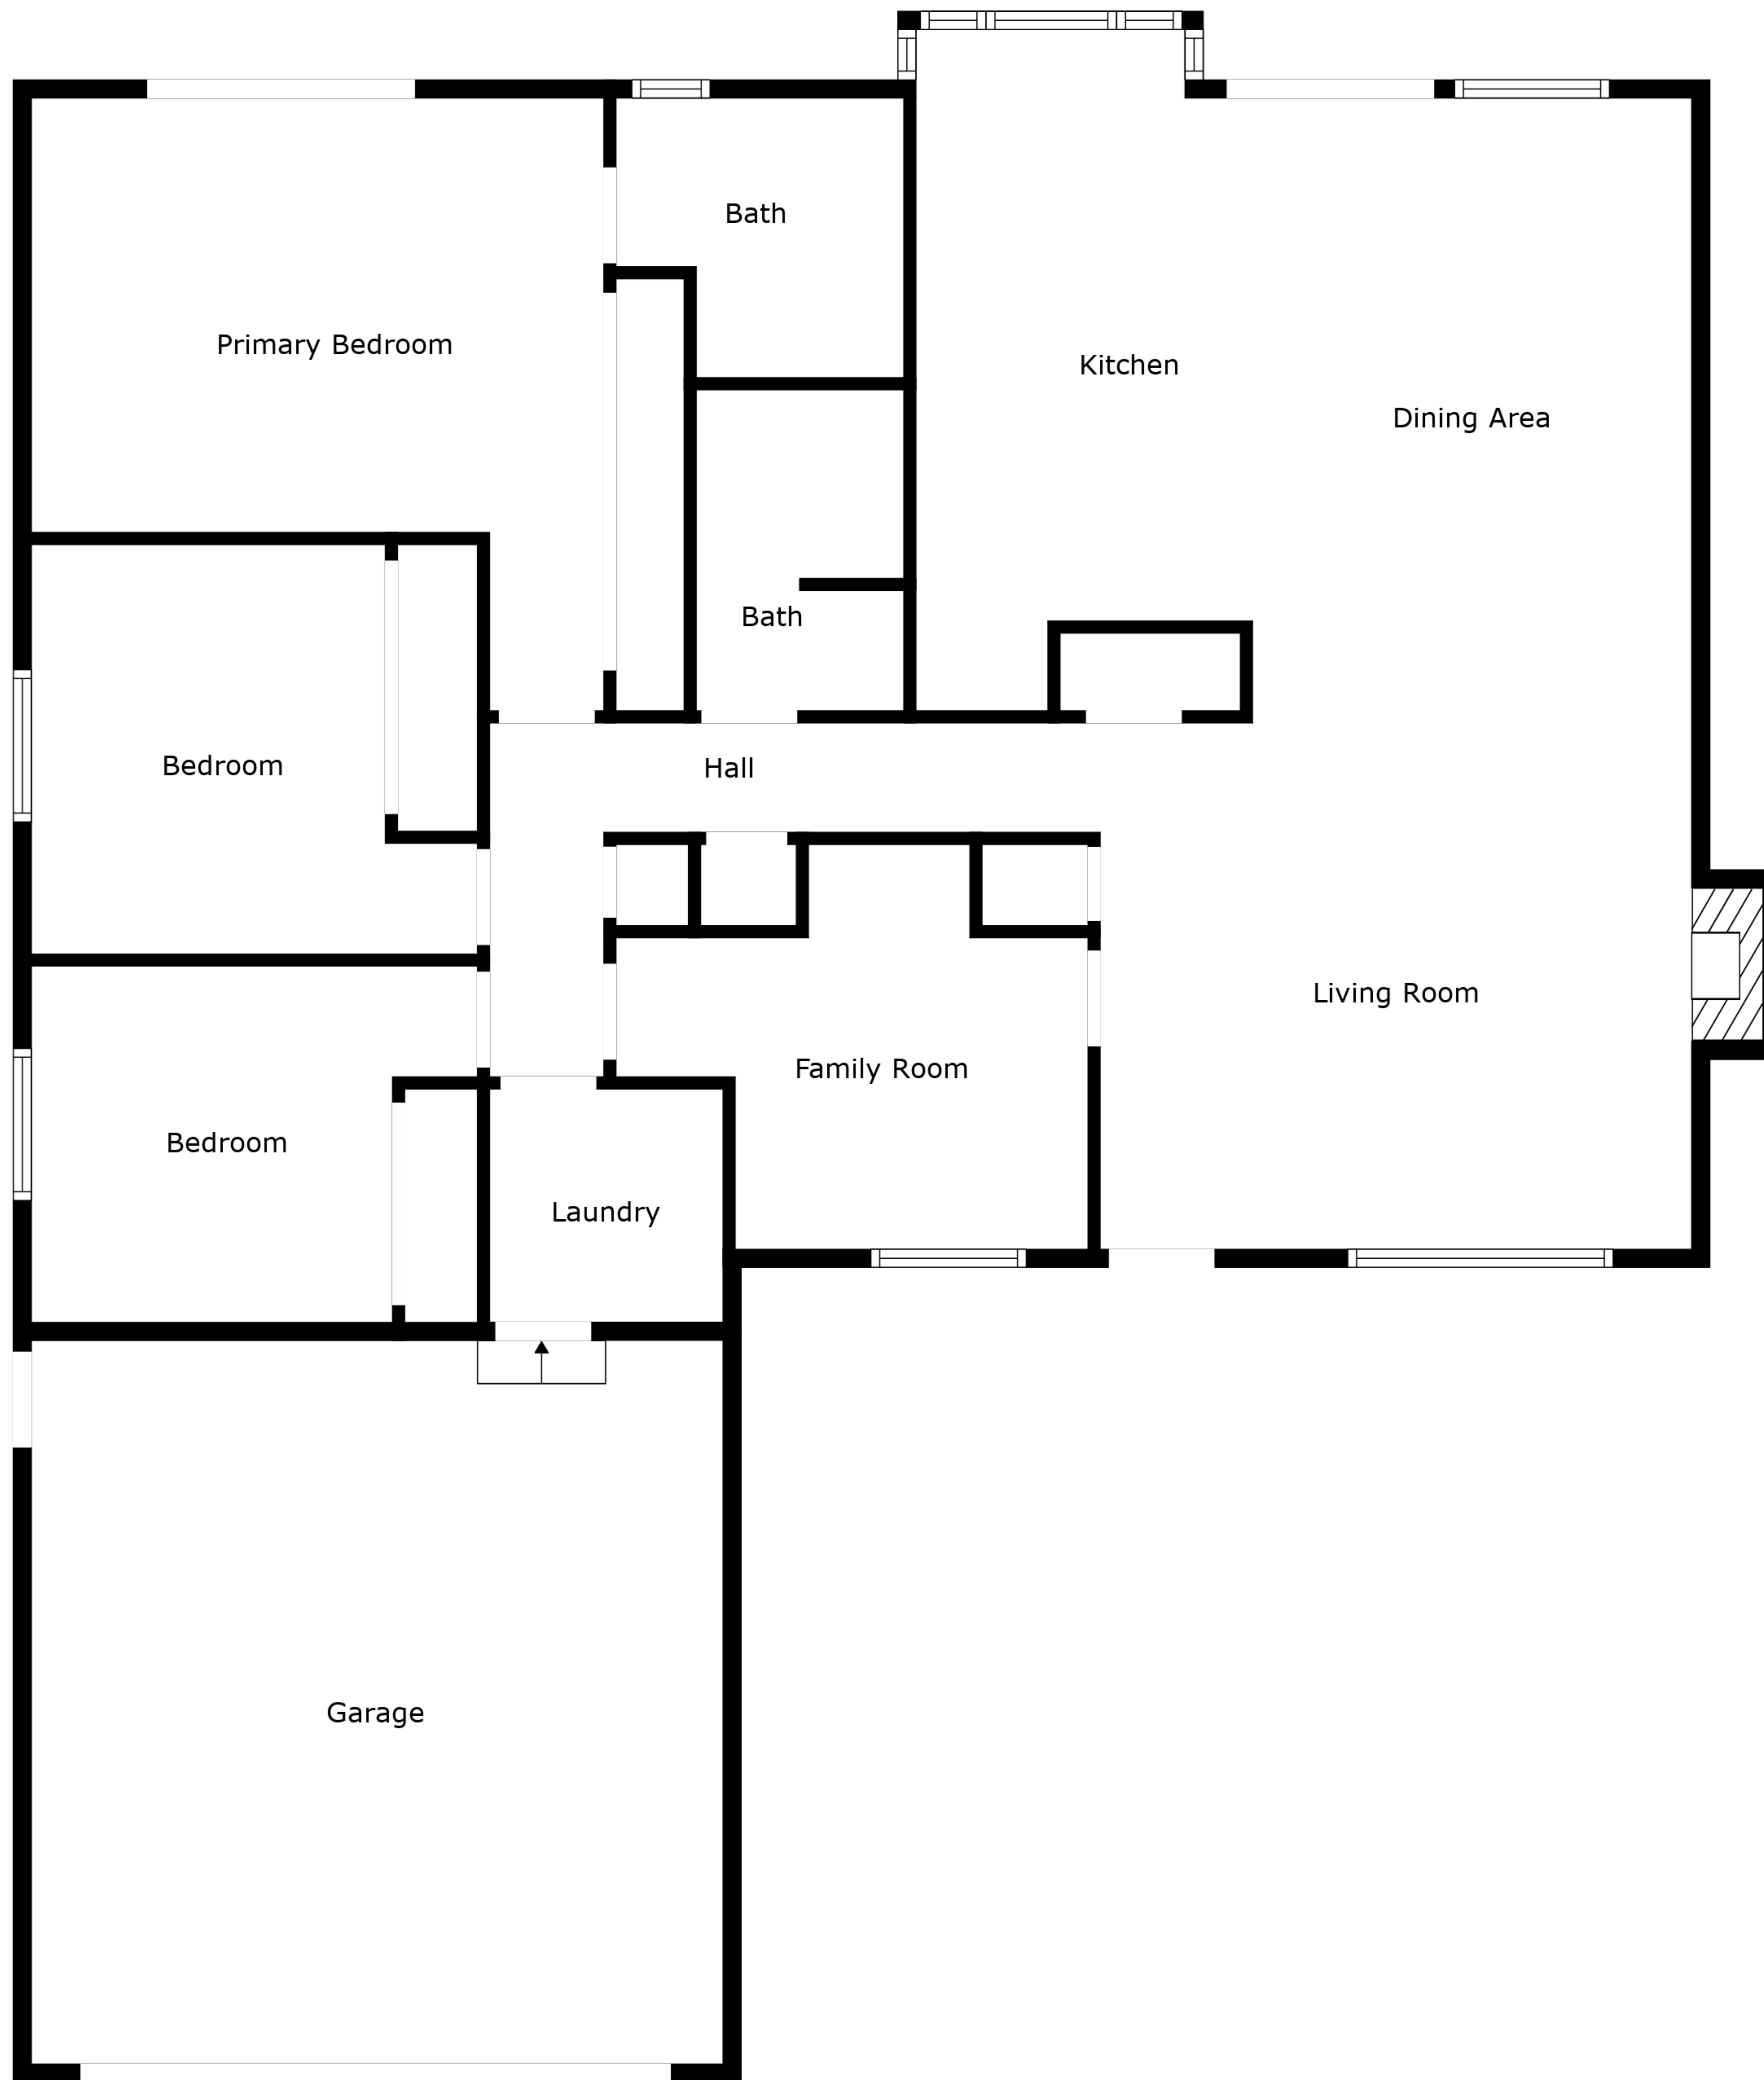 Bath
Primary Bedroom
Kitchen
Dining Area
Bath
Bedroom
Hall
Living Room
Family Room
Bedroom
Laundry
Garage